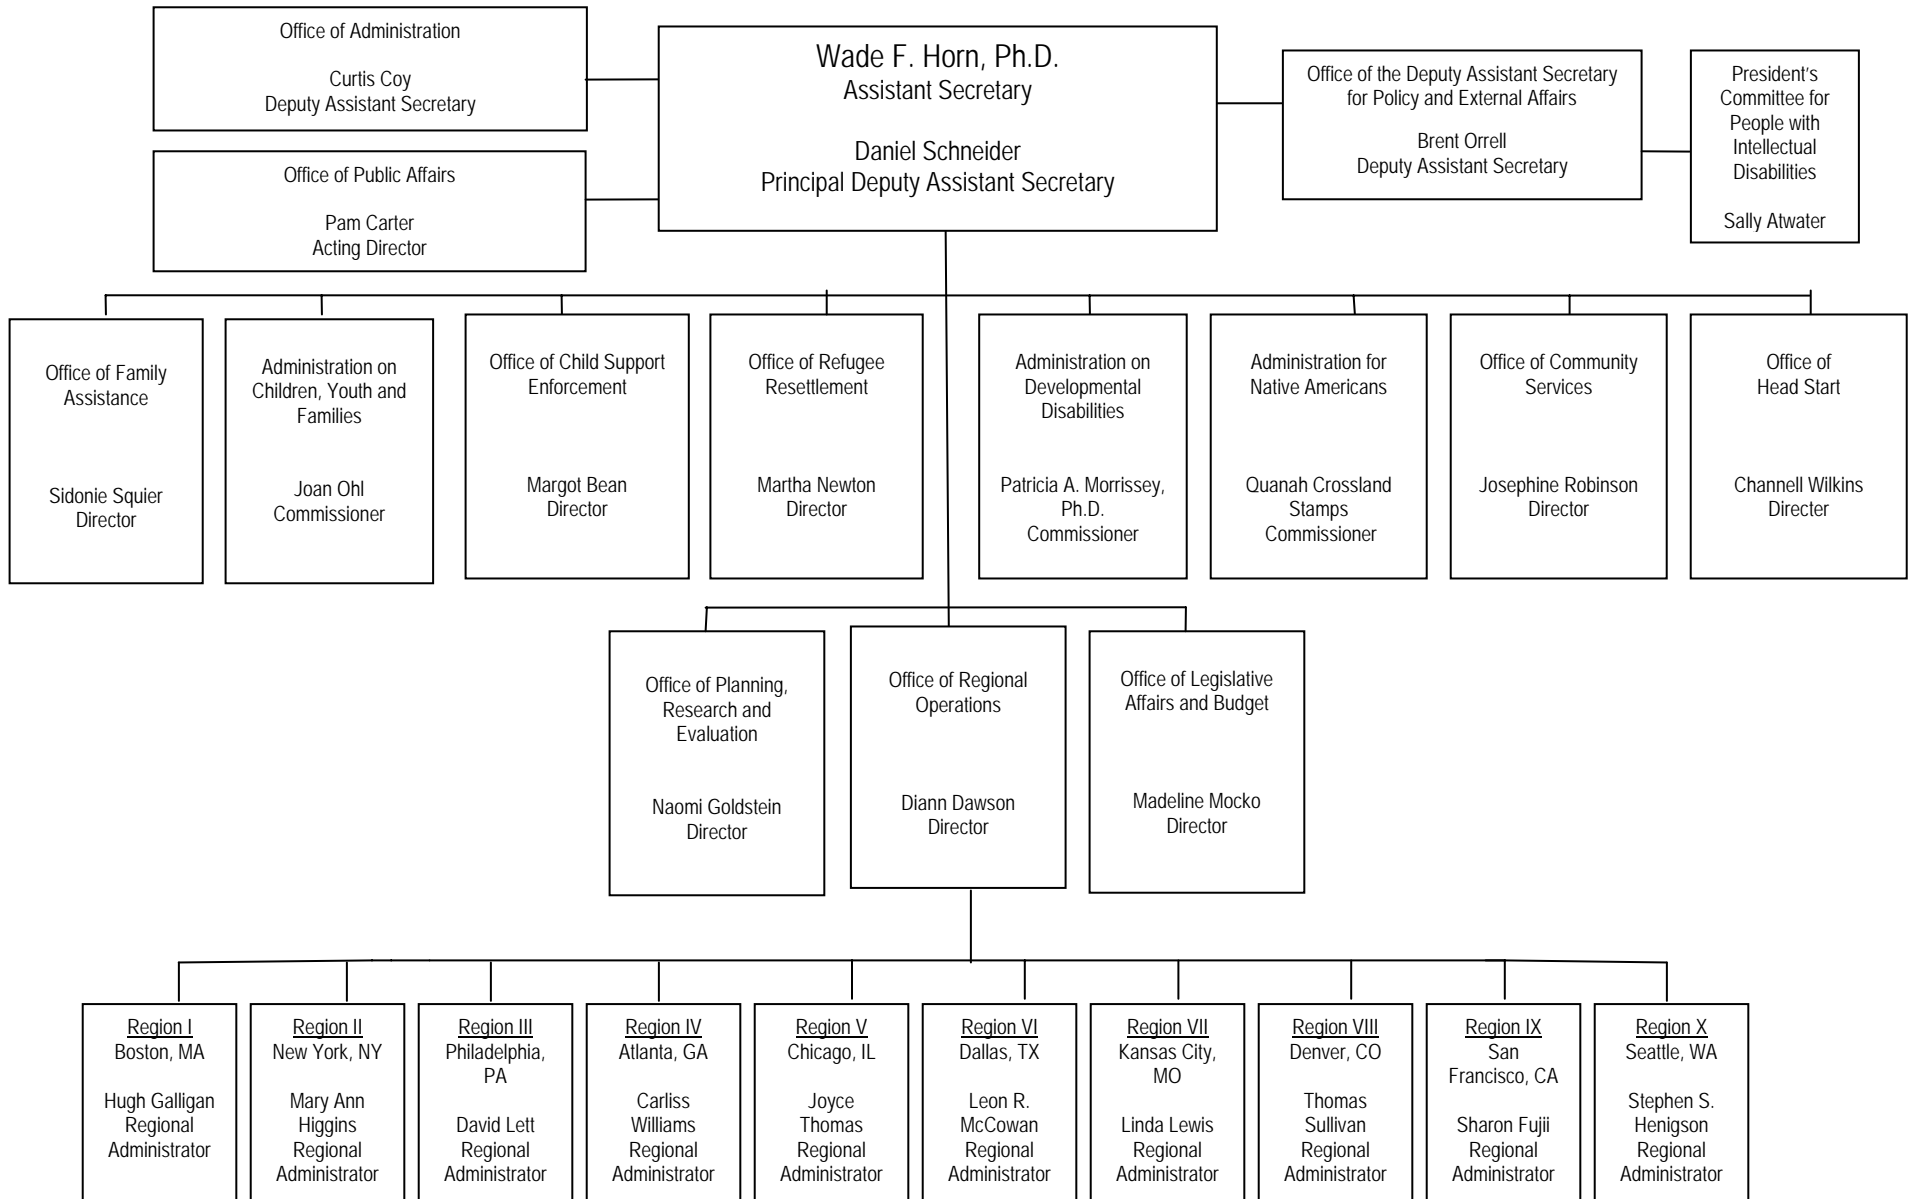 Office of Administration
Curtis Coy
Deputy Assistant Secretary
Office of Public Affairs
Pam Carter
Acting Director
Wade F. Horn, Ph.D.
Assistant Secretary
Daniel Schneider
Principal Deputy Assistant Secretary
Office of the Deputy Assistant Secretary
for Policy and External Affairs
Brent Orrell
Deputy Assistant Secretary
President's
Committee for
People with
Intellectual
Disabilities
Sally Atwater
Office of Family
Assistance
Sidonie Squier
Director
Administration on
Children, Youth and
Families
Joan Ohl
Commissioner
Office of Child Support
Enforcement
Margot Bean
Director
Office of Refugee
Resettlement
Martha Newton
Director
Administration on
Developmental
Disabilities
Patricia A. Morrissey,
Ph.D.
Commissioner
Administration for
Native Americans
Quanah Crossland
Stamps
Commissioner
Office of Community
Services
Josephine Robinson
Director
Office of
Head Start
Channell Wilkins
Directer
Office of Planning,
Research and
Evaluation
Naomi Goldstein
Director
Office of Regional
Operations
Diann Dawson
Director
Office of Legislative
Affairs and Budget
Madeline Mocko
Director
Region I
Boston, MA
Hugh Galligan
Regional
Administrator
Region II
New York, NY
Mary Ann
Higgins
Regional
Administrator
Region III
Philadelphia,
PA
David Lett
Regional
Administrator
Region IV
Atlanta, GA
Carliss
Williams
Regional
Administrator
Region V
Chicago, IL
Joyce
Thomas
Regional
Administrator
Region VI
Dallas, TX
Leon R.
McCowan
Regional
Administrator
Region VII
Kansas City,
MO
Linda Lewis
Regional
Administrator
Region VIII
Denver, CO
Thomas
Sullivan
Regional
Administrator
Region IX
San
Francisco, CA
Sharon Fujii
Regional
Administrator
Region X
Seattle, WA
Stephen S.
Henigson
Regional
Administrator